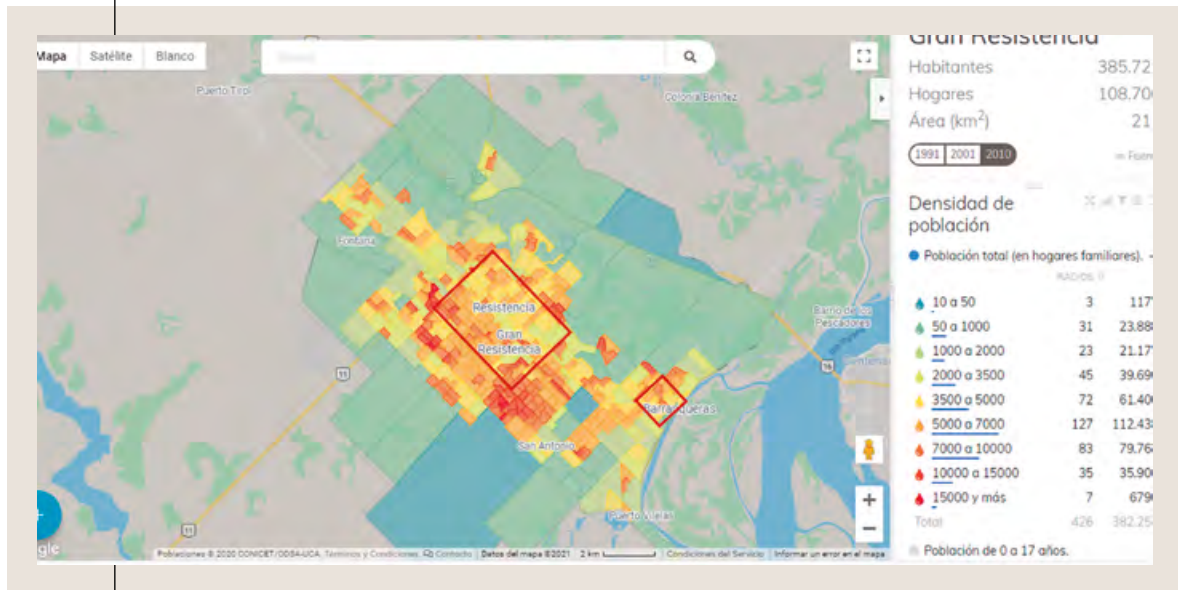 Mapa Satélite Blanco
Puerto Tirol
Colonia Benítez
Fontana
Resistencia
Gran
Resistencia
Barrio de los
Pescadores
11
16
Barranqueras
San Antonio
Puerto Vilelas
11
+
−
gle
Poblaciones © 2020 CONICET/ODSA-UCA. Términos y Condiciones. Contacto Datos del mapa ©2021 2 km Condiciones del Servicio Informar un error en el mapa
Gran Resistencia
Habitantes 385.72
Hogares 108.70
Área (km²) 21
1991 2001 2010
Densidad de
población
Población total (en hogares familiares).
10 a 50 3 117
50 a 1000 31 23.88
1000 a 2000 23 21.17
2000 a 3500 45 39.69
3500 a 5000 72 61.40
5000 a 7000 127 112.43
7000 a 10000 83 79.76
10000 a 15000 35 35.90
15000 y más 7 679
Total 426 382.25
Población de 0 a 17 años.